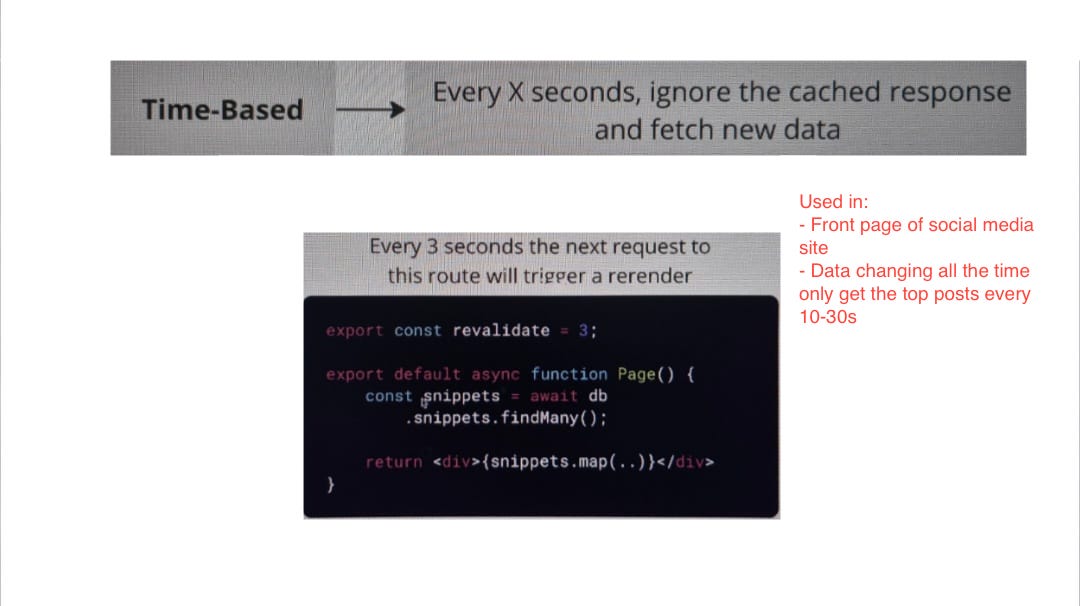 Time-Based
Every X seconds, ignore the cached response
and fetch new data
Used in:
- Front page of social media
site
- Data changing all the time
only get the top posts every
10-30s
Every 3 seconds the next request to
this route will trigger a rerender
export const revalidate = 3;
export default async function Page() {
const snippets = await db
.snippets.findMany();
return <div>{snippets.map(..)}</div>
}